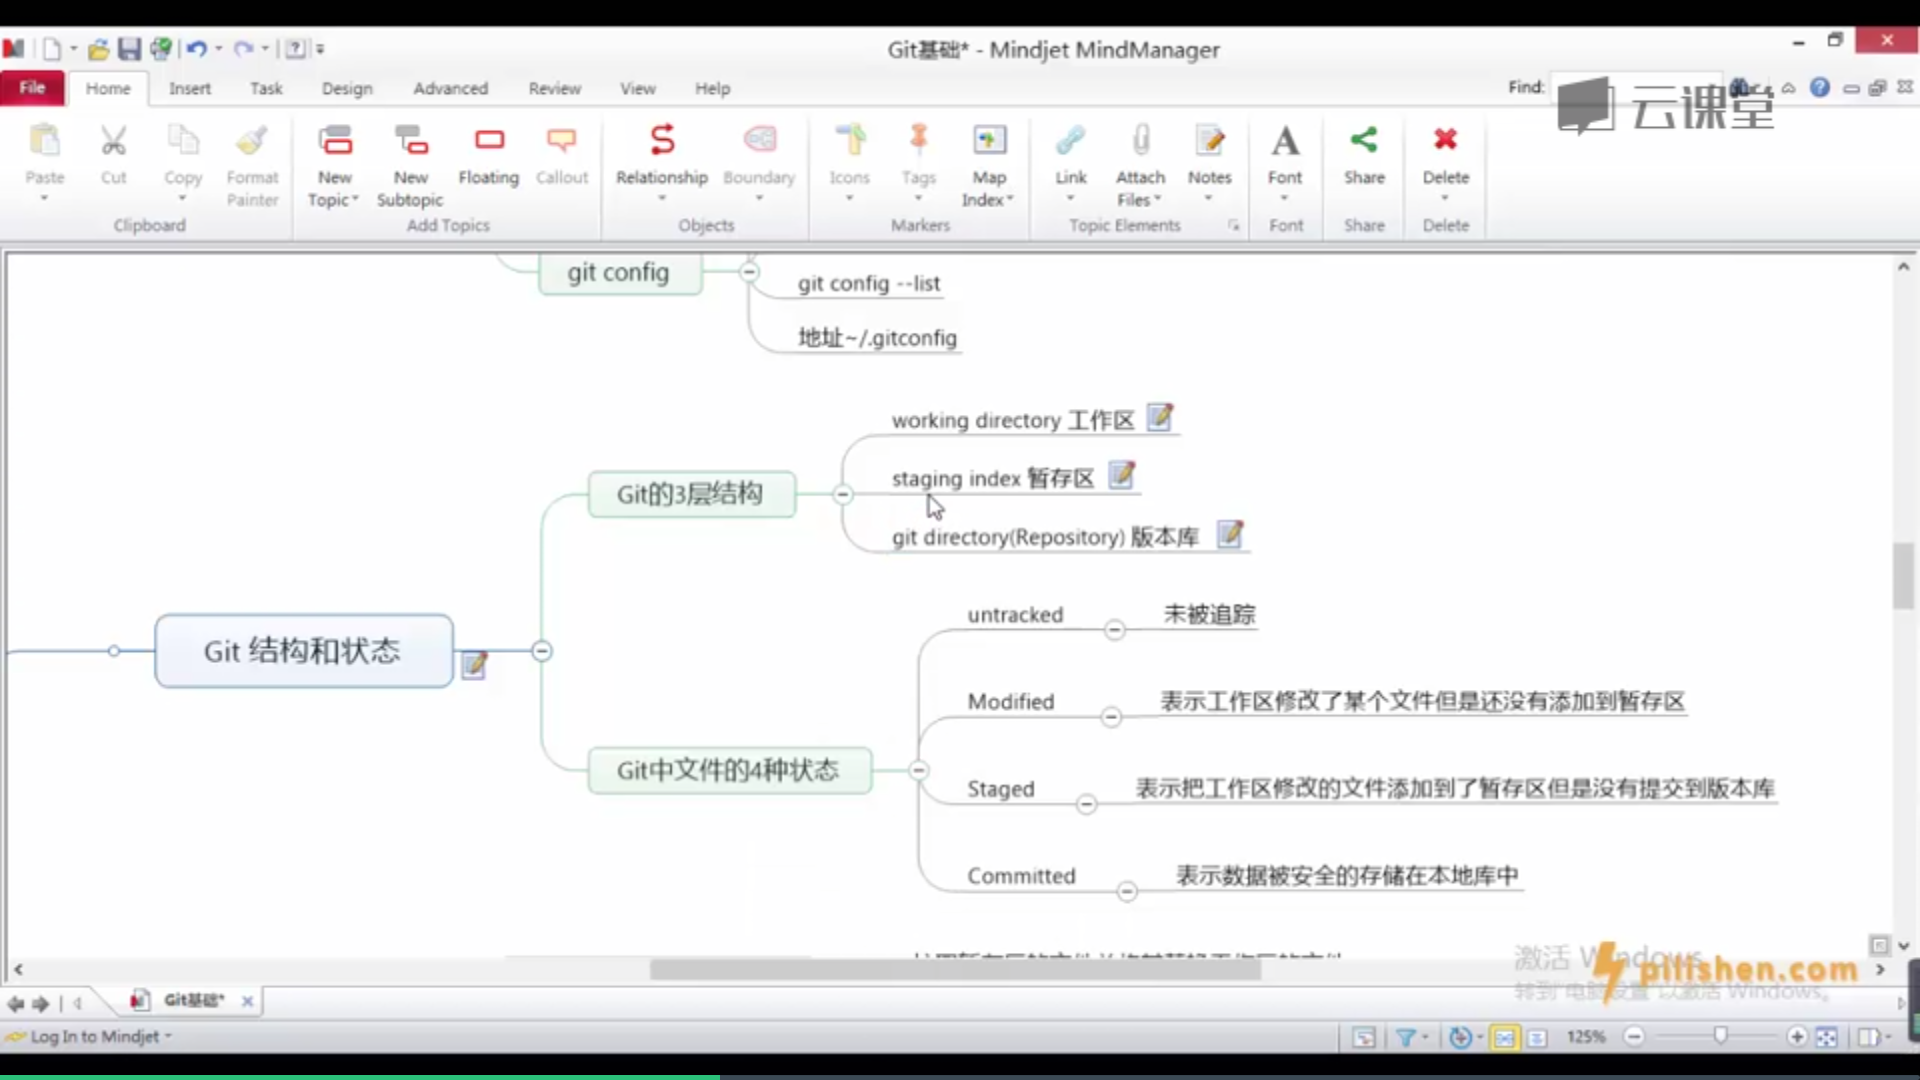 Git基础* - Mindjet MindManager
File Home Insert Task Design Advanced Review View Help Find:
云课堂
Paste Cut Copy Format Painter
New Topic New Subtopic Floating Callout
Relationship Boundary
Icons Tags Map Index
Link Attach Files Notes
Font Share Delete
Clipboard Add Topics Objects Markers Topic Elements Font Share Delete
git config
git config --list
地址~/.gitconfig
working directory 工作区
Git的3层结构
staging index 暂存区
git directory(Repository) 版本库
Git 结构和状态
untracked 未被追踪
Modified 表示工作区修改了某个文件但是还没有添加到暂存区
Git中文件的4种状态
Staged 表示把工作区修改的文件添加到了暂存区但是没有提交到版本库
Committed 表示数据被安全的存储在本地库中
激活 Windows
转到"电脑设置"以激活 Windows。
pilishen.com
Git基础*
Log In to Mindjet
125%